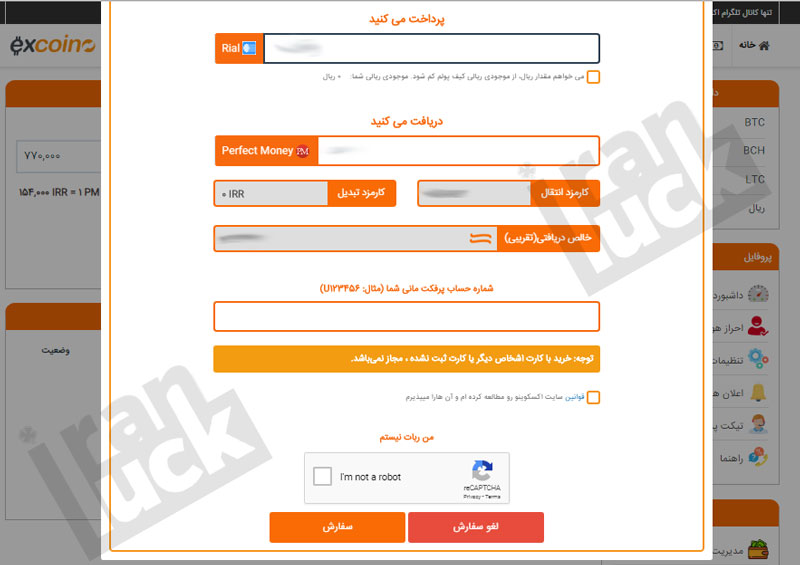 تنها کانال تلگرام
excoino
خانه
BTC
BCH
LTC
ریال
۷۷۰,۰۰۰
۱۵۴,۰۰۰ IRR = ۱ PM
پرداخت می کنید
Rial
می خواهم مقدار ریال، از موجودی ریالی کیف پولم کم شود. موجودی ریالی شما: ۰ ریال
دریافت می کنید
Perfect Money PM
کارمزد انتقال
کارمزد تبدیل
۰ IRR
خالص دریافتی(تقریبی)
شماره حساب پرفکت مانی شما (مثال: U۱۲۳۴۵۶)
توجه: خرید با کارت اشخاص دیگر یا کارت ثبت نشده ، مجاز نمی‌باشد.
قوانین سایت اکسکوینو رو مطالعه کرده ام و آن هارا میپذیرم
من ربات نیستم
I'm not a robot
reCAPTCHA
Privacy - Terms
لغو سفارش
سفارش
پروفایل
داشبورد
احراز
تنظیمات
اعلان
تیکت
راهنما
مدیریت
وضعیت
iran luck
iran luck